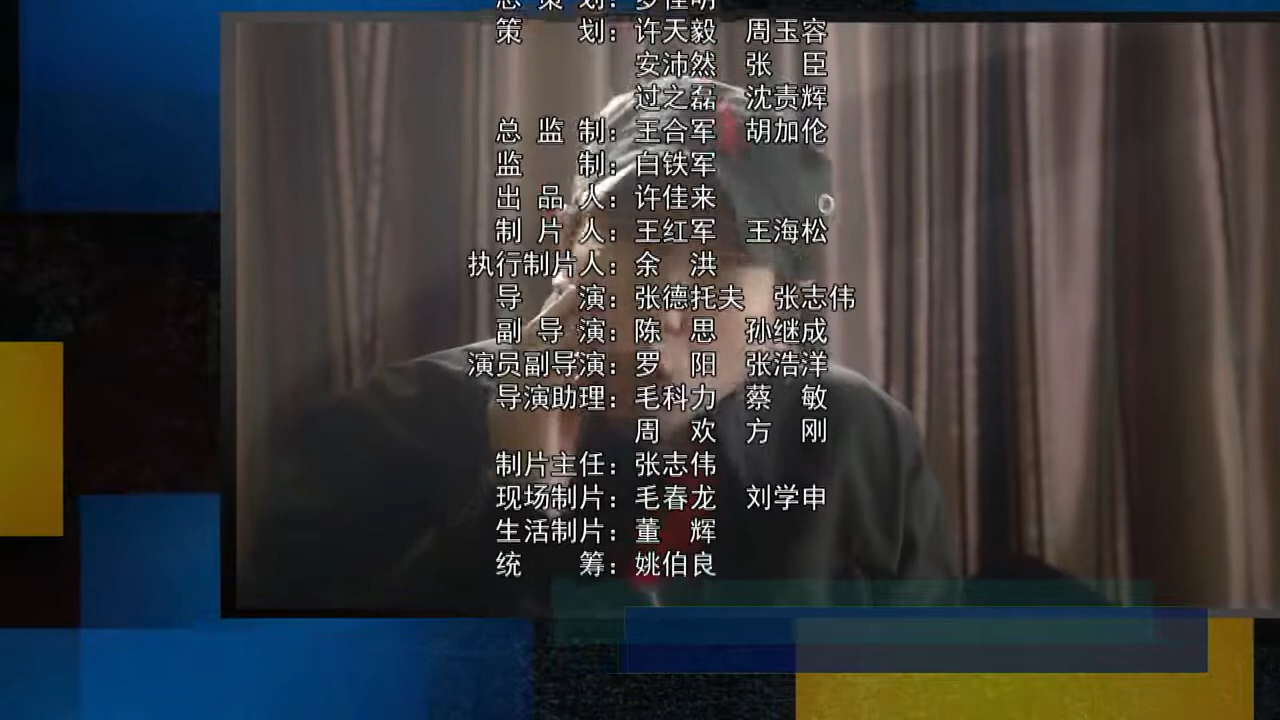 策 划：许天毅 周玉容
安沛然 张 臣
过之磊 沈责辉
总 监 制：王合军 胡加伦
监 制：白铁军
出 品 人：许佳来
制 片 人：王红军 王海松
执行制片人：余 洪
导 演：张德托夫 张志伟
副 导 演：陈 思 孙继成
演员副导演：罗 阳 张浩洋
导演助理：毛科力 蔡 敏
周 欢 方 刚
制片主任：张志伟
现场制片：毛春龙 刘学申
生活制片：董 辉
统 筹：姚伯良